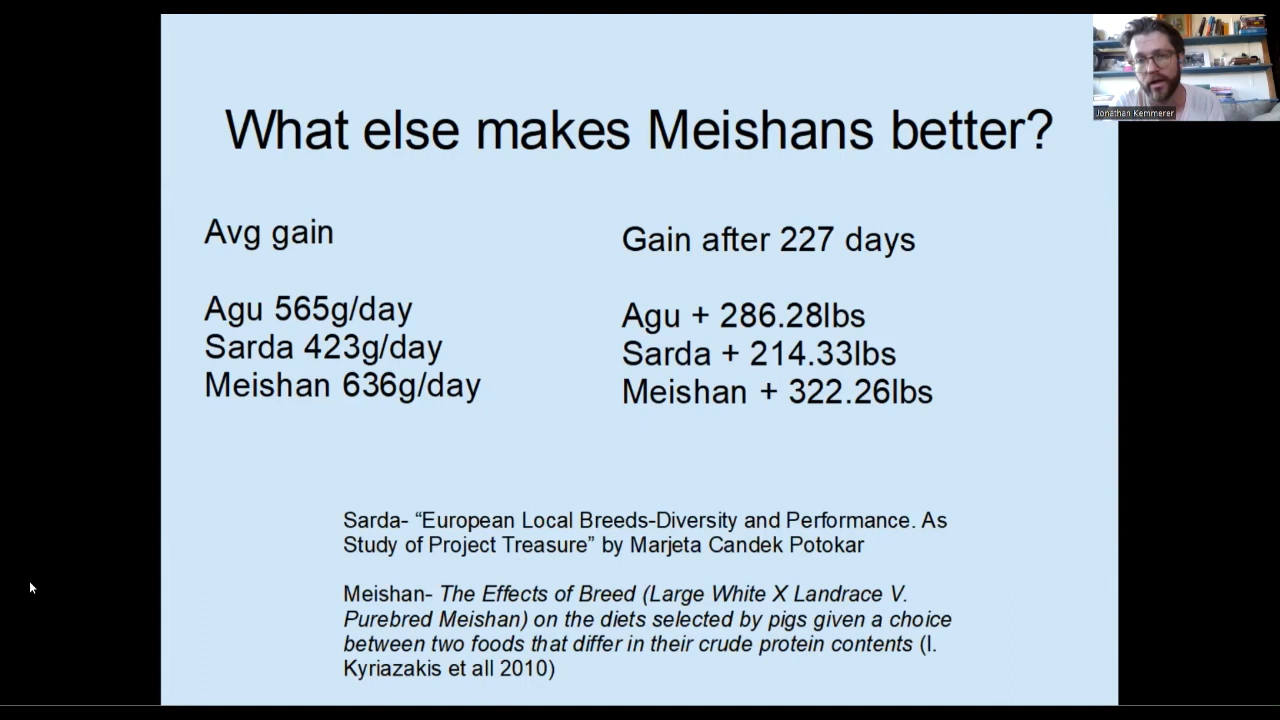 What else makes Meishans better?
Jonathan Kemmerer
Avg gain
Agu 565g/day
Sarda 423g/day
Meishan 636g/day
Gain after 227 days
Agu + 286.28lbs
Sarda + 214.33lbs
Meishan + 322.26lbs
Sarda- “European Local Breeds-Diversity and Performance. As
Study of Project Treasure” by Marjeta Candek Potokar
Meishan- The Effects of Breed (Large White X Landrace V.
Purebred Meishan) on the diets selected by pigs given a choice
between two foods that differ in their crude protein contents (I.
Kyriazakis et all 2010)